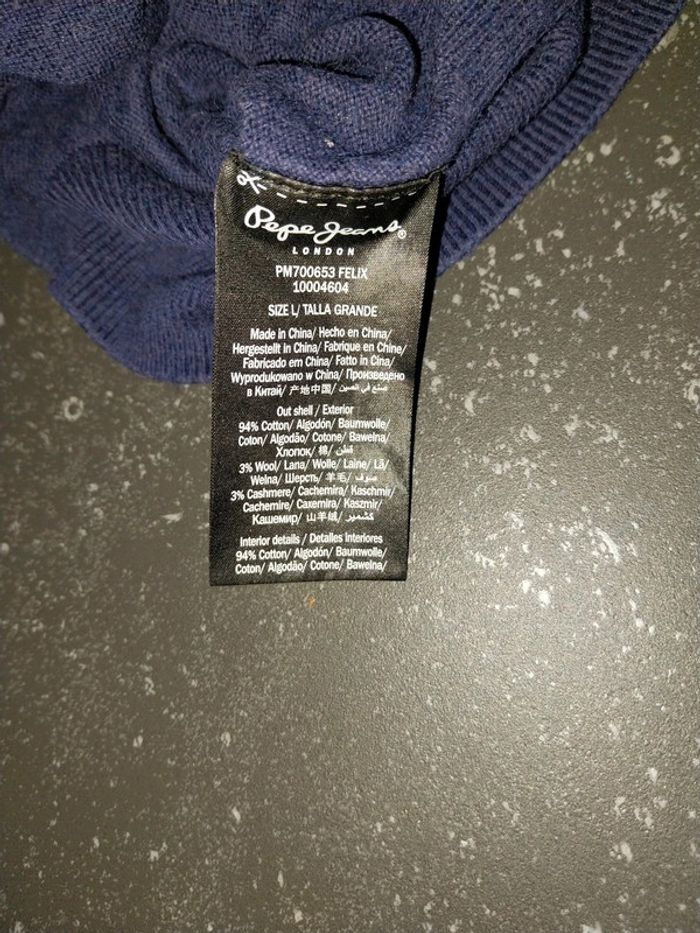 Pepe Jeans®
LONDON
PM700653 FELIX
10004604
SIZE L/ TALLA GRANDE
Made in China/ Hecho en China/
Hergestellt in China/ Fabrique en Chine/
Fabricado em China/ Fatto in Cina/
Wyprodukowano w China/ Произведено
в Китай/ 产地中国/ صنع في الصين/
Out shell / Exterior
94% Cotton/ Algodón/ Baumwolle/
Coton/ Algodão/ Cotone/ Bawelna/
Хлопок/ 棉/ قطن/
3% Wool/ Lana/ Wolle/ Laine/ Lã/
Welna/ Шерсть/ 羊毛/ صوف/
3% Cashmere/ Cachemira/ Kaschmir/
Cachemire/ Caxemira/ Kaszmir/
Кашемир/ 山羊绒/ كشمير/
Interior details / Detalles interiores
94% Cotton/ Algodón/ Baumwolle/
Coton/ Algodão/ Cotone/ Bawelna/